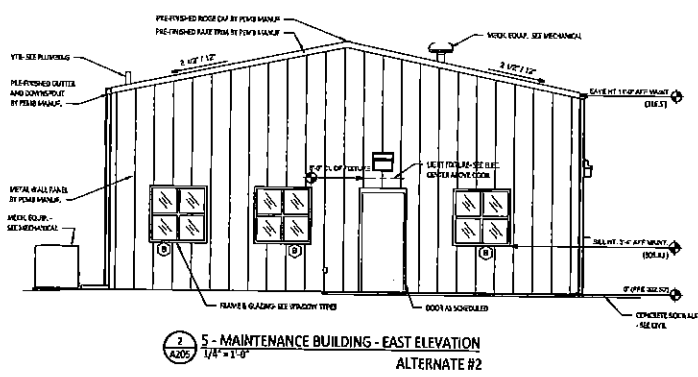 PRE-FINISHED RIDGE CAP BY PEMB MANUF.
PRE-FINISHED RAKE TRIM BY PEMB MANUF.
MECH. EQUIP. SEE MECHANICAL
VTR- SEE PLUMBING
2 1/2" / 12"
2 1/2" / 12"
PRE-FINISHED GUTTER
AND DOWNSPOUT
BY PEMB MANUF.
EAVE HT.
AFF MAINT.
LIGHT FIXTURE- SEE ELEC.
CENTER ABOVE DOOR.
CL OF FIXTURE
METAL WALL PANEL
BY PEMB MANUF.
MECH. EQUIP. -
SEE MECHANICAL
B
B
B
SILL HT. 3'-4" AFF MAINT.
FRAME & GLAZING- SEE WINDOW TYPES
DOOR AS SCHEDULED
CONCRETE SIDEWALK
- SEE CIVIL
2
A205
5 - MAINTENANCE BUILDING - EAST ELEVATION
1/4" = 1'-0"
ALTERNATE #2